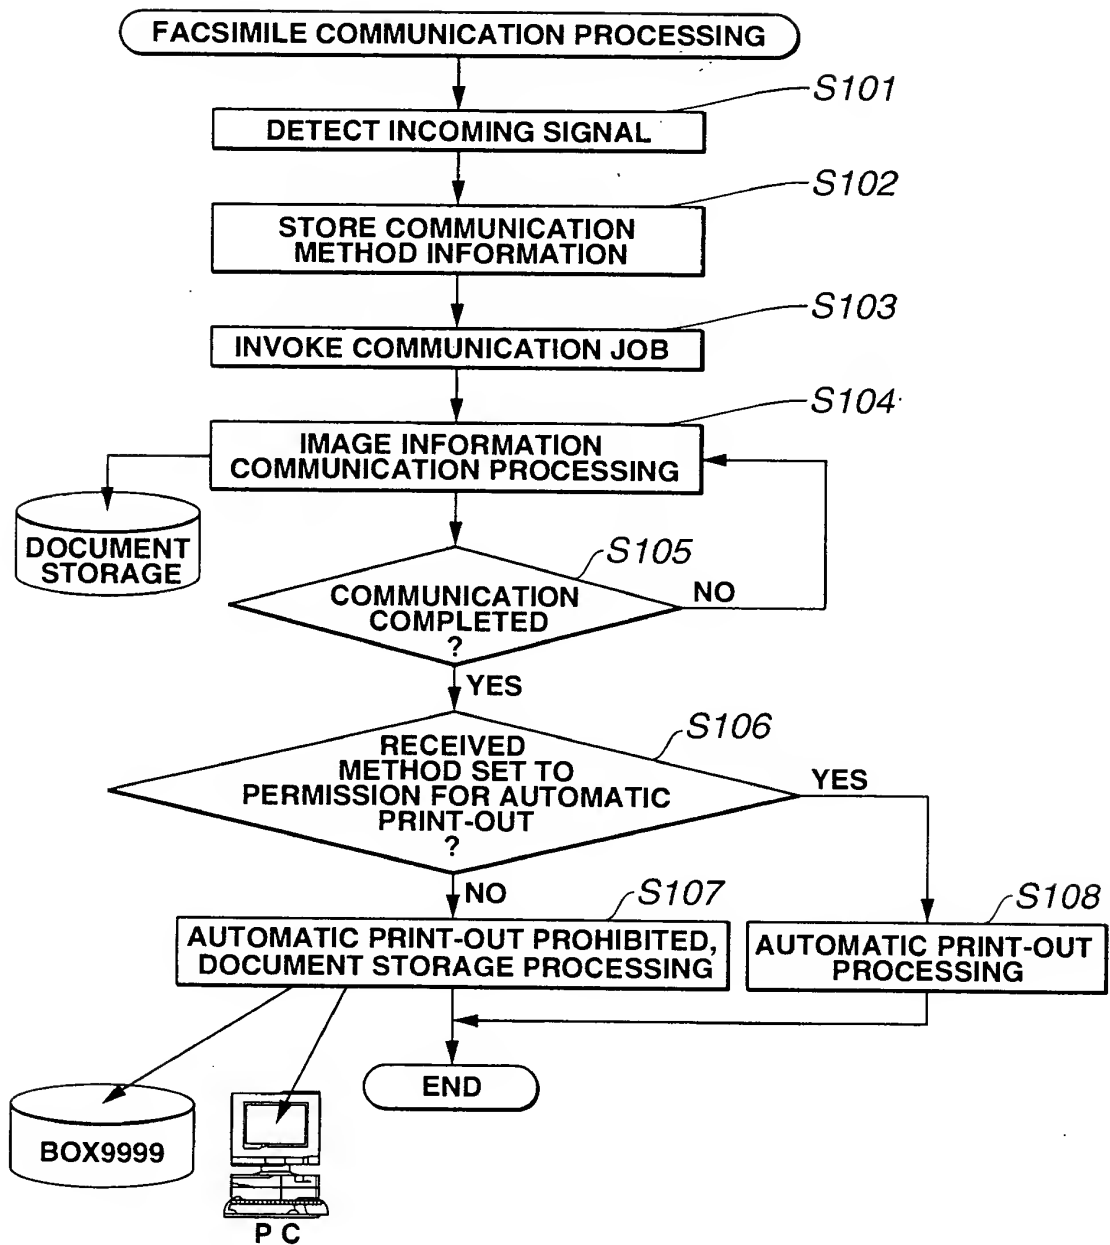 FACSIMILE COMMUNICATION PROCESSING
S101
DETECT INCOMING SIGNAL
S102
STORE COMMUNICATION
METHOD INFORMATION
S103
INVOKE COMMUNICATION JOB
S104
IMAGE INFORMATION
COMMUNICATION PROCESSING
DOCUMENT
STORAGE
S105
COMMUNICATION
COMPLETED
?
NO
YES
S106
RECEIVED
METHOD SET TO
PERMISSION FOR AUTOMATIC
PRINT-OUT
?
YES
NO
S107
AUTOMATIC PRINT-OUT PROHIBITED,
DOCUMENT STORAGE PROCESSING
S108
AUTOMATIC PRINT-OUT
PROCESSING
END
BOX9999
P C